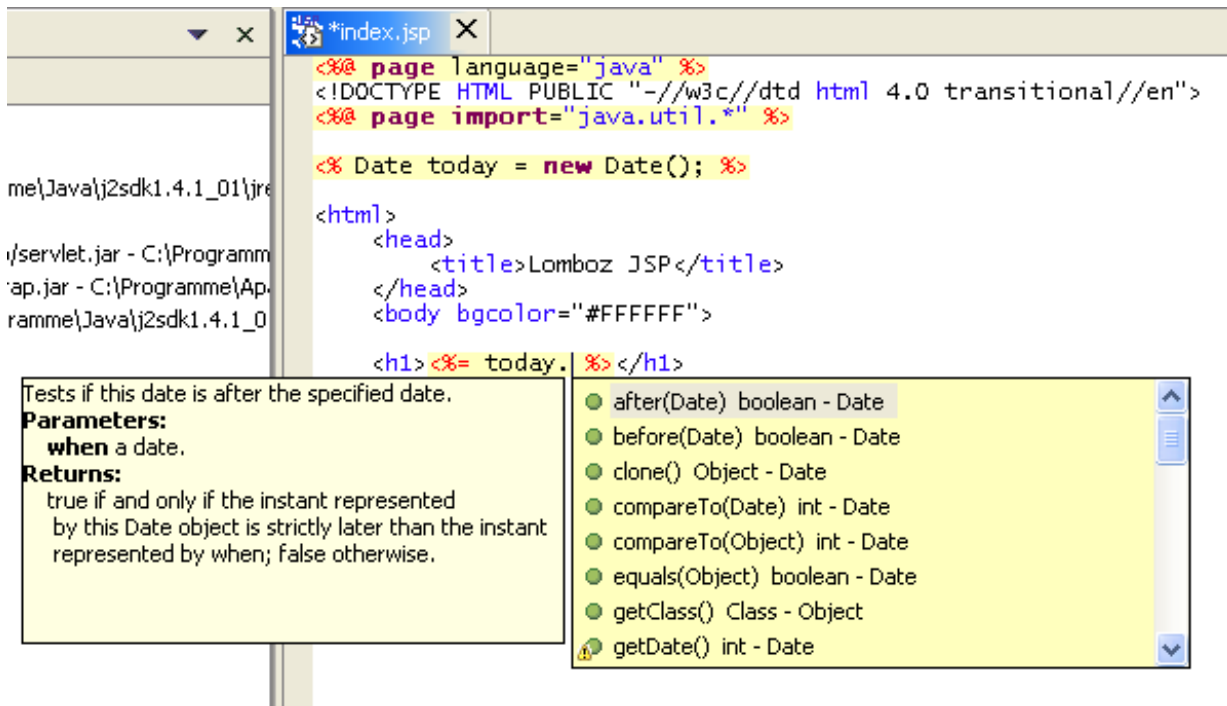 *index.jsp
<%@ page language="java" %>
<!DOCTYPE HTML PUBLIC "-//w3c//dtd html 4.0 transitional//en">
<%@ page import="java.util.*" %>
<% Date today = new Date(); %>
<html>
<head>
<title>Lomboz JSP</title>
</head>
<body bgcolor="#FFFFFF">
<h1><%= today. %></h1>
me\Java\j2sdk1.4.1_01\jre
/servlet.jar - C:\Programm
rap.jar - C:\Programme\Ap
ramme\Java\j2sdk1.4.1_0
Tests if this date is after the specified date.
Parameters:
when a date.
Returns:
true if and only if the instant represented
by this Date object is strictly later than the instant
represented by when; false otherwise.
after(Date) boolean - Date
before(Date) boolean - Date
clone() Object - Date
compareTo(Date) int - Date
compareTo(Object) int - Date
equals(Object) boolean - Date
getClass() Class - Object
getDate() int - Date